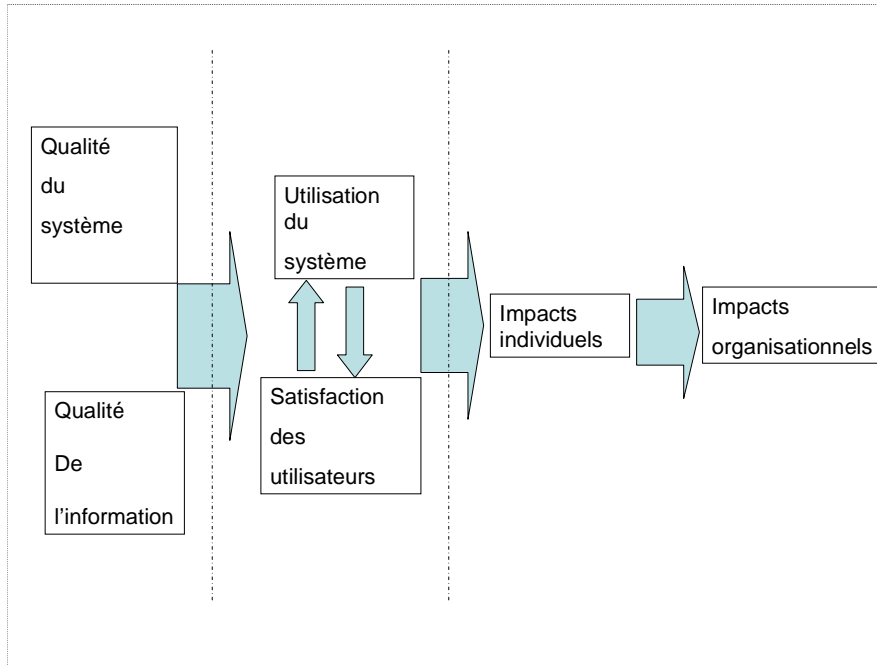 Qualité
du
système
Qualité
De
l'information
Utilisation
du
système
Satisfaction
des
utilisateurs
Impacts
individuels
Impacts
organisationnels